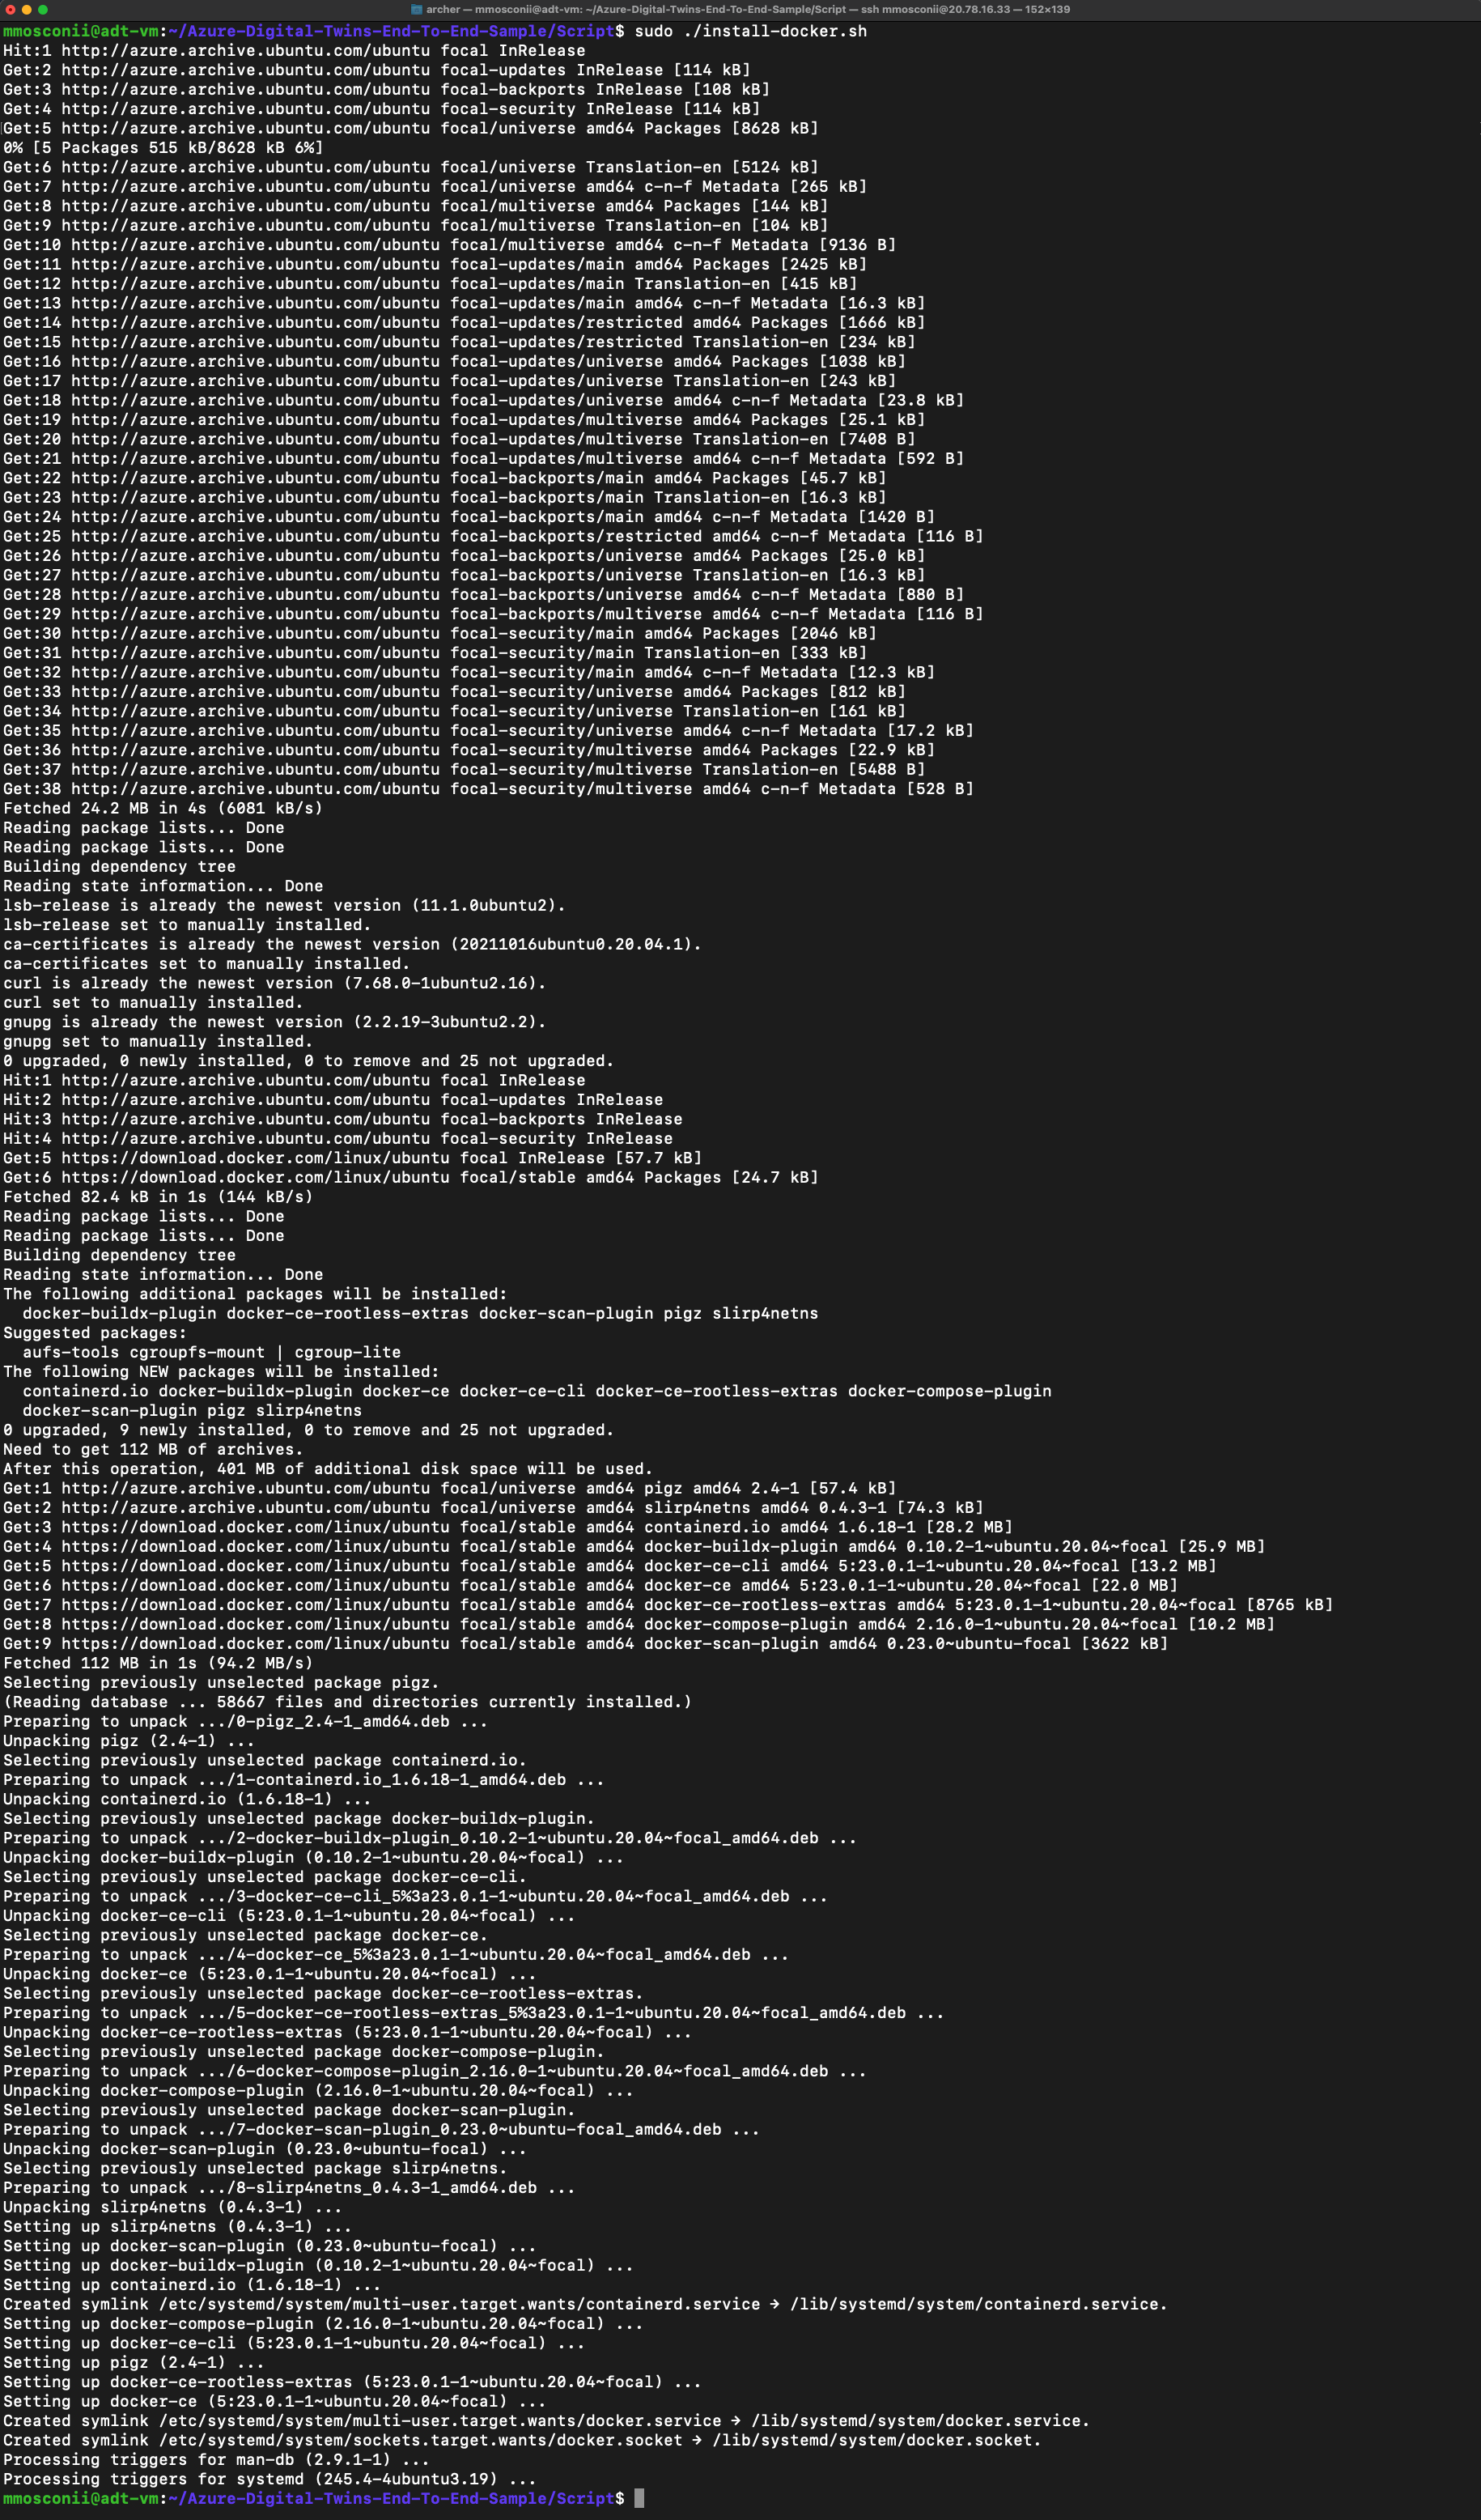 archer — mmosconii@adt-vm: ~/Azure-Digital-Twins-End-To-End-Sample/Script — ssh mmosconii@20.78.16.33 — 152×139
mmosconii@adt-vm:~/Azure-Digital-Twins-End-To-End-Sample/Script$ sudo ./install-docker.sh
Hit:1 http://azure.archive.ubuntu.com/ubuntu focal InRelease
Get:2 http://azure.archive.ubuntu.com/ubuntu focal-updates InRelease [114 kB]
Get:3 http://azure.archive.ubuntu.com/ubuntu focal-backports InRelease [108 kB]
Get:4 http://azure.archive.ubuntu.com/ubuntu focal-security InRelease [114 kB]
Get:5 http://azure.archive.ubuntu.com/ubuntu focal/universe amd64 Packages [8628 kB]
0% [5 Packages 515 kB/8628 kB 6%]
Get:6 http://azure.archive.ubuntu.com/ubuntu focal/universe Translation-en [5124 kB]
Get:7 http://azure.archive.ubuntu.com/ubuntu focal/universe amd64 c-n-f Metadata [265 kB]
Get:8 http://azure.archive.ubuntu.com/ubuntu focal/multiverse amd64 Packages [144 kB]
Get:9 http://azure.archive.ubuntu.com/ubuntu focal/multiverse Translation-en [104 kB]
Get:10 http://azure.archive.ubuntu.com/ubuntu focal/multiverse amd64 c-n-f Metadata [9136 B]
Get:11 http://azure.archive.ubuntu.com/ubuntu focal-updates/main amd64 Packages [2425 kB]
Get:12 http://azure.archive.ubuntu.com/ubuntu focal-updates/main Translation-en [415 kB]
Get:13 http://azure.archive.ubuntu.com/ubuntu focal-updates/main amd64 c-n-f Metadata [16.3 kB]
Get:14 http://azure.archive.ubuntu.com/ubuntu focal-updates/restricted amd64 Packages [1666 kB]
Get:15 http://azure.archive.ubuntu.com/ubuntu focal-updates/restricted Translation-en [234 kB]
Get:16 http://azure.archive.ubuntu.com/ubuntu focal-updates/universe amd64 Packages [1038 kB]
Get:17 http://azure.archive.ubuntu.com/ubuntu focal-updates/universe Translation-en [243 kB]
Get:18 http://azure.archive.ubuntu.com/ubuntu focal-updates/universe amd64 c-n-f Metadata [23.8 kB]
Get:19 http://azure.archive.ubuntu.com/ubuntu focal-updates/multiverse amd64 Packages [25.1 kB]
Get:20 http://azure.archive.ubuntu.com/ubuntu focal-updates/multiverse Translation-en [7408 B]
Get:21 http://azure.archive.ubuntu.com/ubuntu focal-updates/multiverse amd64 c-n-f Metadata [592 B]
Get:22 http://azure.archive.ubuntu.com/ubuntu focal-backports/main amd64 Packages [45.7 kB]
Get:23 http://azure.archive.ubuntu.com/ubuntu focal-backports/main Translation-en [16.3 kB]
Get:24 http://azure.archive.ubuntu.com/ubuntu focal-backports/main amd64 c-n-f Metadata [1420 B]
Get:25 http://azure.archive.ubuntu.com/ubuntu focal-backports/restricted amd64 c-n-f Metadata [116 B]
Get:26 http://azure.archive.ubuntu.com/ubuntu focal-backports/universe amd64 Packages [25.0 kB]
Get:27 http://azure.archive.ubuntu.com/ubuntu focal-backports/universe Translation-en [16.3 kB]
Get:28 http://azure.archive.ubuntu.com/ubuntu focal-backports/universe amd64 c-n-f Metadata [880 B]
Get:29 http://azure.archive.ubuntu.com/ubuntu focal-backports/multiverse amd64 c-n-f Metadata [116 B]
Get:30 http://azure.archive.ubuntu.com/ubuntu focal-security/main amd64 Packages [2046 kB]
Get:31 http://azure.archive.ubuntu.com/ubuntu focal-security/main Translation-en [333 kB]
Get:32 http://azure.archive.ubuntu.com/ubuntu focal-security/main amd64 c-n-f Metadata [12.3 kB]
Get:33 http://azure.archive.ubuntu.com/ubuntu focal-security/universe amd64 Packages [812 kB]
Get:34 http://azure.archive.ubuntu.com/ubuntu focal-security/universe Translation-en [161 kB]
Get:35 http://azure.archive.ubuntu.com/ubuntu focal-security/universe amd64 c-n-f Metadata [17.2 kB]
Get:36 http://azure.archive.ubuntu.com/ubuntu focal-security/multiverse amd64 Packages [22.9 kB]
Get:37 http://azure.archive.ubuntu.com/ubuntu focal-security/multiverse Translation-en [5488 B]
Get:38 http://azure.archive.ubuntu.com/ubuntu focal-security/multiverse amd64 c-n-f Metadata [528 B]
Fetched 24.2 MB in 4s (6081 kB/s)
Reading package lists... Done
Reading package lists... Done
Building dependency tree
Reading state information... Done
lsb-release is already the newest version (11.1.0ubuntu2).
lsb-release set to manually installed.
ca-certificates is already the newest version (20211016ubuntu0.20.04.1).
ca-certificates set to manually installed.
curl is already the newest version (7.68.0-1ubuntu2.16).
curl set to manually installed.
gnupg is already the newest version (2.2.19-3ubuntu2.2).
gnupg set to manually installed.
0 upgraded, 0 newly installed, 0 to remove and 25 not upgraded.
Hit:1 http://azure.archive.ubuntu.com/ubuntu focal InRelease
Hit:2 http://azure.archive.ubuntu.com/ubuntu focal-updates InRelease
Hit:3 http://azure.archive.ubuntu.com/ubuntu focal-backports InRelease
Hit:4 http://azure.archive.ubuntu.com/ubuntu focal-security InRelease
Get:5 https://download.docker.com/linux/ubuntu focal InRelease [57.7 kB]
Get:6 https://download.docker.com/linux/ubuntu focal/stable amd64 Packages [24.7 kB]
Fetched 82.4 kB in 1s (144 kB/s)
Reading package lists... Done
Reading package lists... Done
Building dependency tree
Reading state information... Done
The following additional packages will be installed:
  docker-buildx-plugin docker-ce-rootless-extras docker-scan-plugin pigz slirp4netns
Suggested packages:
  aufs-tools cgroupfs-mount | cgroup-lite
The following NEW packages will be installed:
  containerd.io docker-buildx-plugin docker-ce docker-ce-cli docker-ce-rootless-extras docker-compose-plugin
  docker-scan-plugin pigz slirp4netns
0 upgraded, 9 newly installed, 0 to remove and 25 not upgraded.
Need to get 112 MB of archives.
After this operation, 401 MB of additional disk space will be used.
Get:1 http://azure.archive.ubuntu.com/ubuntu focal/universe amd64 pigz amd64 2.4-1 [57.4 kB]
Get:2 http://azure.archive.ubuntu.com/ubuntu focal/universe amd64 slirp4netns amd64 0.4.3-1 [74.3 kB]
Get:3 https://download.docker.com/linux/ubuntu focal/stable amd64 containerd.io amd64 1.6.18-1 [28.2 MB]
Get:4 https://download.docker.com/linux/ubuntu focal/stable amd64 docker-buildx-plugin amd64 0.10.2-1~ubuntu.20.04~focal [25.9 MB]
Get:5 https://download.docker.com/linux/ubuntu focal/stable amd64 docker-ce-cli amd64 5:23.0.1-1~ubuntu.20.04~focal [13.2 MB]
Get:6 https://download.docker.com/linux/ubuntu focal/stable amd64 docker-ce amd64 5:23.0.1-1~ubuntu.20.04~focal [22.0 MB]
Get:7 https://download.docker.com/linux/ubuntu focal/stable amd64 docker-ce-rootless-extras amd64 5:23.0.1-1~ubuntu.20.04~focal [8765 kB]
Get:8 https://download.docker.com/linux/ubuntu focal/stable amd64 docker-compose-plugin amd64 2.16.0-1~ubuntu.20.04~focal [10.2 MB]
Get:9 https://download.docker.com/linux/ubuntu focal/stable amd64 docker-scan-plugin amd64 0.23.0~ubuntu-focal [3622 kB]
Fetched 112 MB in 1s (94.2 MB/s)
Selecting previously unselected package pigz.
(Reading database ... 58667 files and directories currently installed.)
Preparing to unpack .../0-pigz_2.4-1_amd64.deb ...
Unpacking pigz (2.4-1) ...
Selecting previously unselected package containerd.io.
Preparing to unpack .../1-containerd.io_1.6.18-1_amd64.deb ...
Unpacking containerd.io (1.6.18-1) ...
Selecting previously unselected package docker-buildx-plugin.
Preparing to unpack .../2-docker-buildx-plugin_0.10.2-1~ubuntu.20.04~focal_amd64.deb ...
Unpacking docker-buildx-plugin (0.10.2-1~ubuntu.20.04~focal) ...
Selecting previously unselected package docker-ce-cli.
Preparing to unpack .../3-docker-ce-cli_5%3a23.0.1-1~ubuntu.20.04~focal_amd64.deb ...
Unpacking docker-ce-cli (5:23.0.1-1~ubuntu.20.04~focal) ...
Selecting previously unselected package docker-ce.
Preparing to unpack .../4-docker-ce_5%3a23.0.1-1~ubuntu.20.04~focal_amd64.deb ...
Unpacking docker-ce (5:23.0.1-1~ubuntu.20.04~focal) ...
Selecting previously unselected package docker-ce-rootless-extras.
Preparing to unpack .../5-docker-ce-rootless-extras_5%3a23.0.1-1~ubuntu.20.04~focal_amd64.deb ...
Unpacking docker-ce-rootless-extras (5:23.0.1-1~ubuntu.20.04~focal) ...
Selecting previously unselected package docker-compose-plugin.
Preparing to unpack .../6-docker-compose-plugin_2.16.0-1~ubuntu.20.04~focal_amd64.deb ...
Unpacking docker-compose-plugin (2.16.0-1~ubuntu.20.04~focal) ...
Selecting previously unselected package docker-scan-plugin.
Preparing to unpack .../7-docker-scan-plugin_0.23.0~ubuntu-focal_amd64.deb ...
Unpacking docker-scan-plugin (0.23.0~ubuntu-focal) ...
Selecting previously unselected package slirp4netns.
Preparing to unpack .../8-slirp4netns_0.4.3-1_amd64.deb ...
Unpacking slirp4netns (0.4.3-1) ...
Setting up slirp4netns (0.4.3-1) ...
Setting up docker-scan-plugin (0.23.0~ubuntu-focal) ...
Setting up docker-buildx-plugin (0.10.2-1~ubuntu.20.04~focal) ...
Setting up containerd.io (1.6.18-1) ...
Created symlink /etc/systemd/system/multi-user.target.wants/containerd.service → /lib/systemd/system/containerd.service.
Setting up docker-compose-plugin (2.16.0-1~ubuntu.20.04~focal) ...
Setting up docker-ce-cli (5:23.0.1-1~ubuntu.20.04~focal) ...
Setting up pigz (2.4-1) ...
Setting up docker-ce-rootless-extras (5:23.0.1-1~ubuntu.20.04~focal) ...
Setting up docker-ce (5:23.0.1-1~ubuntu.20.04~focal) ...
Created symlink /etc/systemd/system/multi-user.target.wants/docker.service → /lib/systemd/system/docker.service.
Created symlink /etc/systemd/system/sockets.target.wants/docker.socket → /lib/systemd/system/docker.socket.
Processing triggers for man-db (2.9.1-1) ...
Processing triggers for systemd (245.4-4ubuntu3.19) ...
mmosconii@adt-vm:~/Azure-Digital-Twins-End-To-End-Sample/Script$